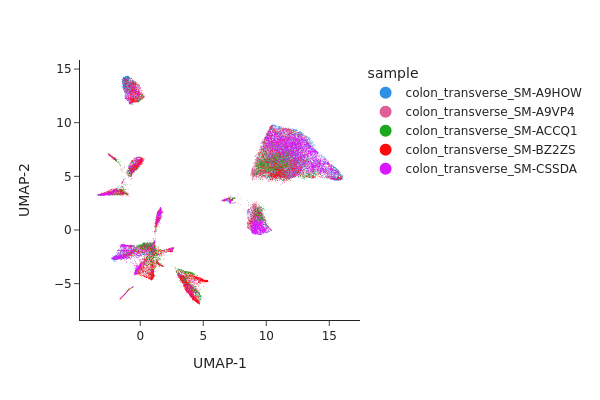 sample
colon_transverse_SM-A9HOW
colon_transverse_SM-A9VP4
colon_transverse_SM-ACCQ1
colon_transverse_SM-BZ2ZS
colon_transverse_SM-CSSDA
15
10
5
0
−5
UMAP-2
0
5
10
15
UMAP-1